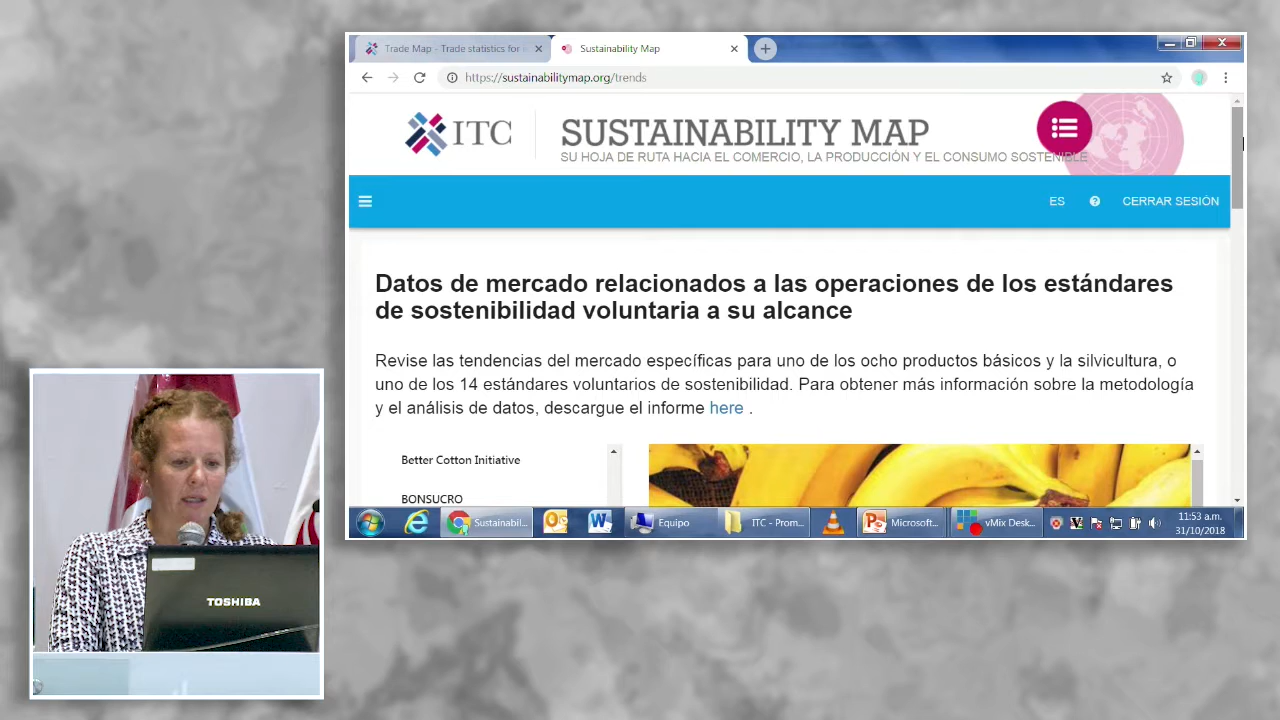 Trade Map - Trade statistics for
Sustainability Map
https://sustainabilitymap.org/trends
ITC
SUSTAINABILITY MAP
SU HOJA DE RUTA HACIA EL COMERCIO, LA PRODUCCIÓN Y EL CONSUMO SOSTENIBLE
ES
CERRAR SESIÓN
Datos de mercado relacionados a las operaciones de los estándares
de sostenibilidad voluntaria a su alcance
Revise las tendencias del mercado específicas para uno de los ocho productos básicos y la silvicultura, o
uno de los 14 estándares voluntarios de sostenibilidad. Para obtener más información sobre la metodología
y el análisis de datos, descargue el informe here .
Better Cotton Initiative
BONSUCRO
Sustainabil...
Equipo
ITC - Prom...
Microsoft...
vMix Desk...
11:53 a.m.
31/10/2018
TOSHIBA